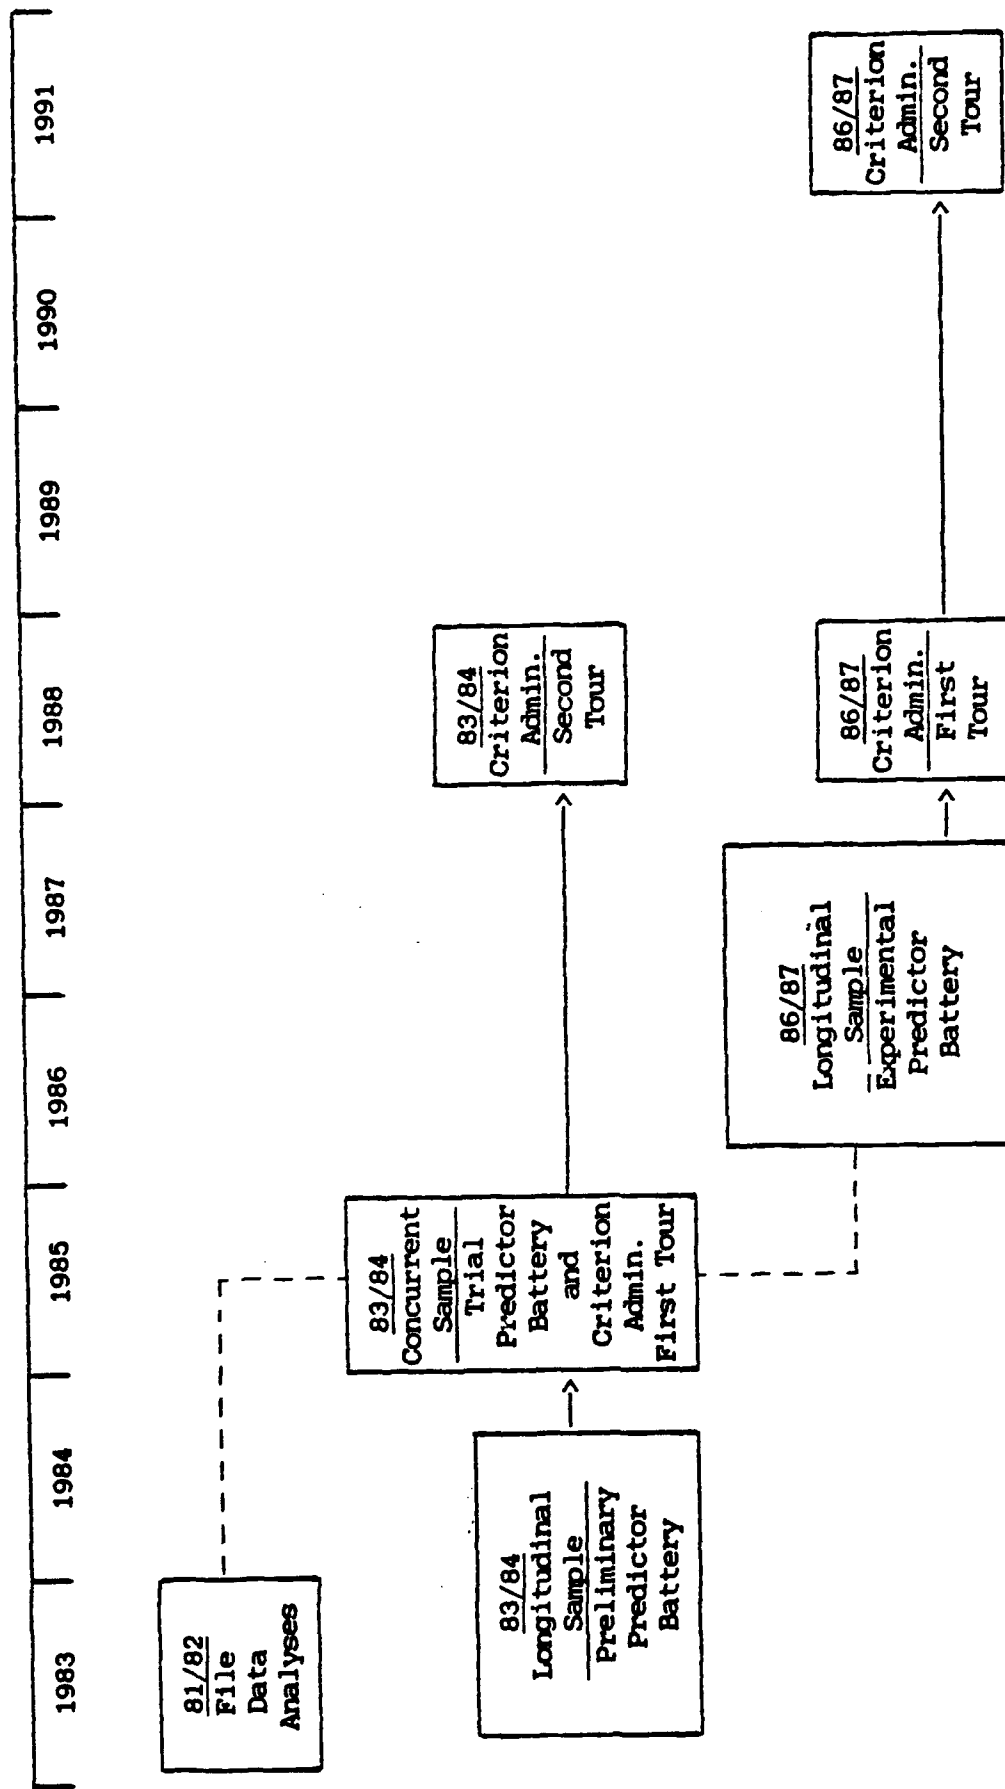 1983 1984 1985 1986 1987 1988 1989 1990 1991
81/82
File
Data
Analyses
83/84
Longitudinal
Sample
Preliminary
Predictor
Battery
83/84
Concurrent
Sample
Trial
Predictor
Battery
and
Criterion
Admin.
First Tour
83/84
Criterion
Admin.
Second
Tour
86/87
Longitudinal
Sample
Experimental
Predictor
Battery
86/87
Criterion
Admin.
First
Tour
86/87
Criterion
Admin.
Second
Tour